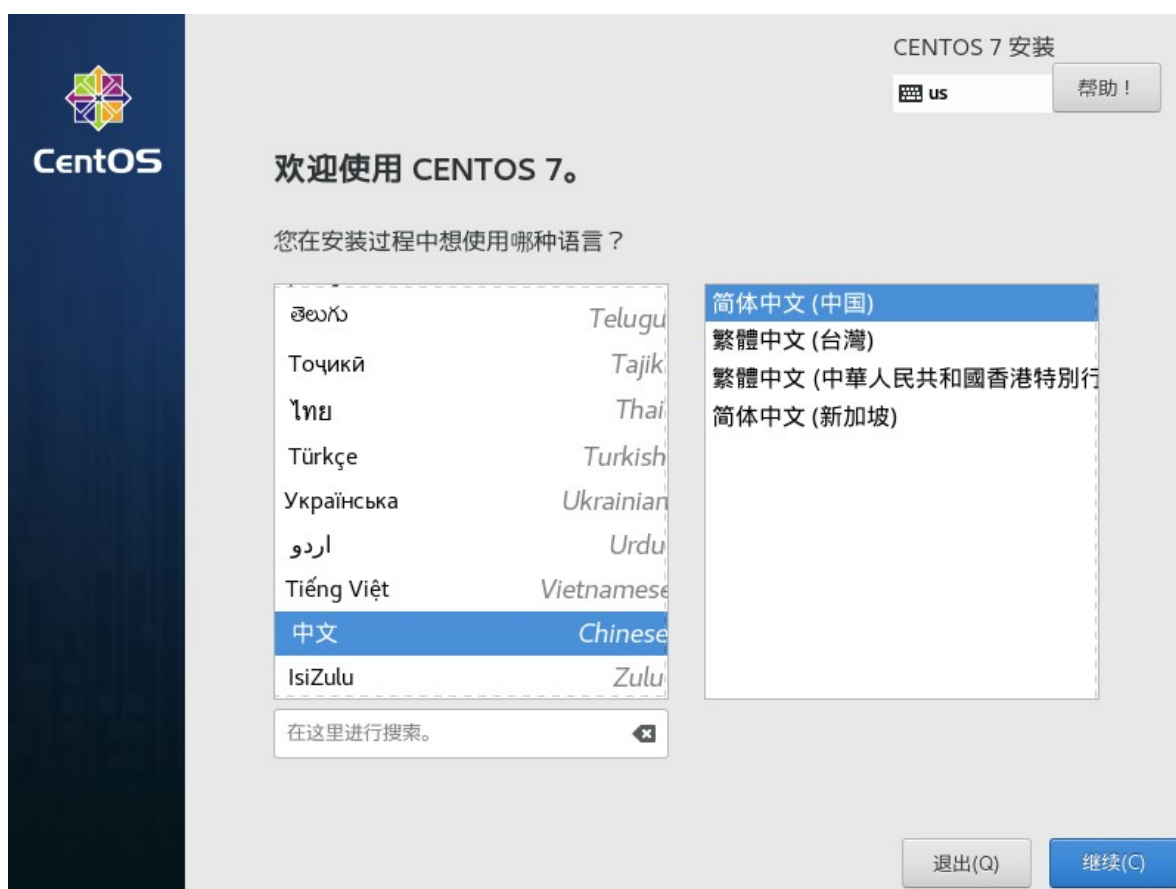 CentOS
CENTOS 7 安装
us
帮助！
欢迎使用 CENTOS 7。
您在安装过程中想使用哪种语言？
తెలుగు Telugu
Тоҷикӣ Tajik
ไทย Thai
Türkçe Turkish
Українська Ukrainian
اردو Urdu
Tiếng Việt Vietnamese
中文 Chinese
IsiZulu Zulu
在这里进行搜索。
简体中文 (中国)
繁體中文 (台灣)
繁體中文 (中華人民共和國香港特別行
简体中文 (新加坡)
退出(Q)
继续(C)